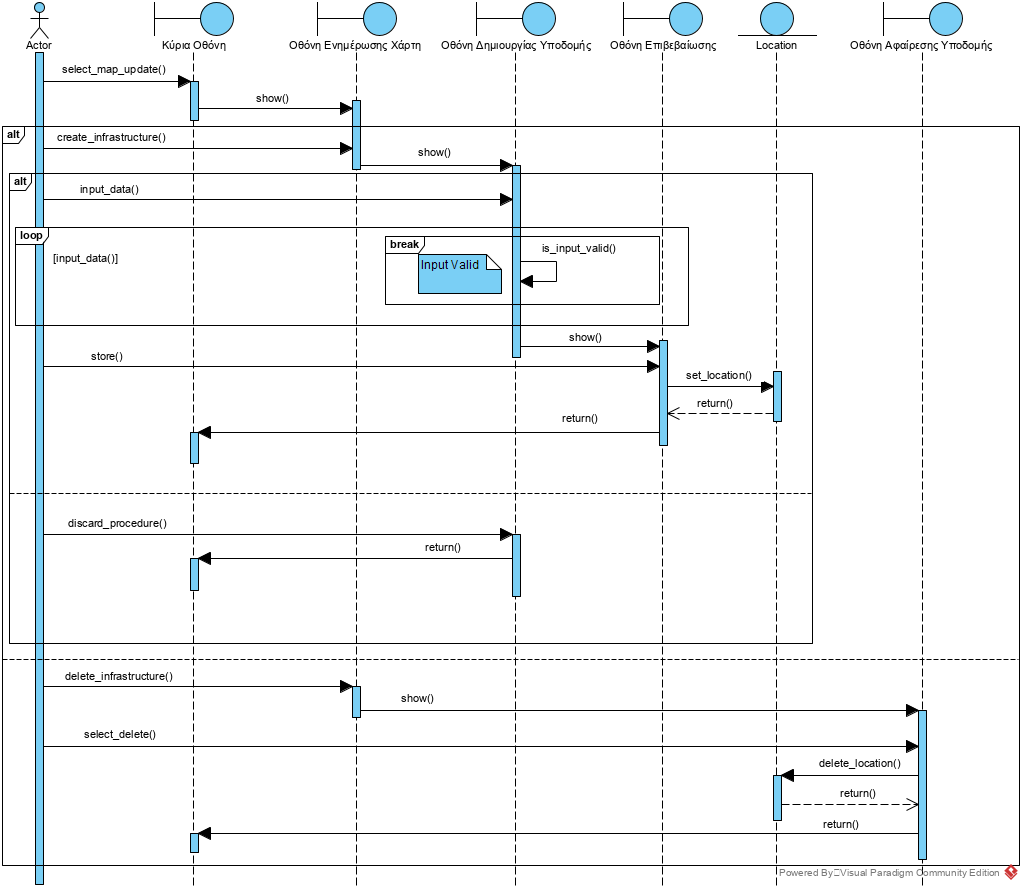 Actor
Κύρια Οθόνη
Οθόνη Ενημέρωσης Χάρτη
Οθόνη Δημιουργίας Υποδομής
Οθόνη Επιβεβαίωσης
Location
Οθόνη Αφαίρεσης Υποδομής
select_map_update()
show()
alt
create_infrastructure()
show()
alt
input_data()
loop
[input_data()]
break
Input Valid
is_input_valid()
show()
store()
set_location()
return()
return()
discard_procedure()
return()
delete_infrastructure()
show()
select_delete()
delete_location()
return()
return()
Powered By Visual Paradigm Community Edition